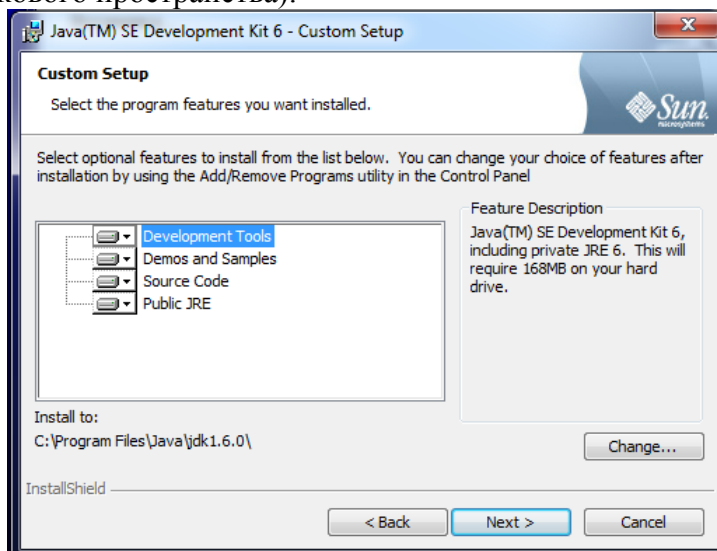 кового пространства).
Java(TM) SE Development Kit 6 - Custom Setup
Custom Setup
Select the program features you want installed.
Sun
microsystems
Select optional features to install from the list below. You can change your choice of features after
installation by using the Add/Remove Programs utility in the Control Panel
Development Tools
Demos and Samples
Source Code
Public JRE
Feature Description
Java(TM) SE Development Kit 6,
including private JRE 6. This will
require 168MB on your hard
drive.
Install to:
C:\Program Files\Java\jdk1.6.0\
Change...
InstallShield
< Back
Next >
Cancel